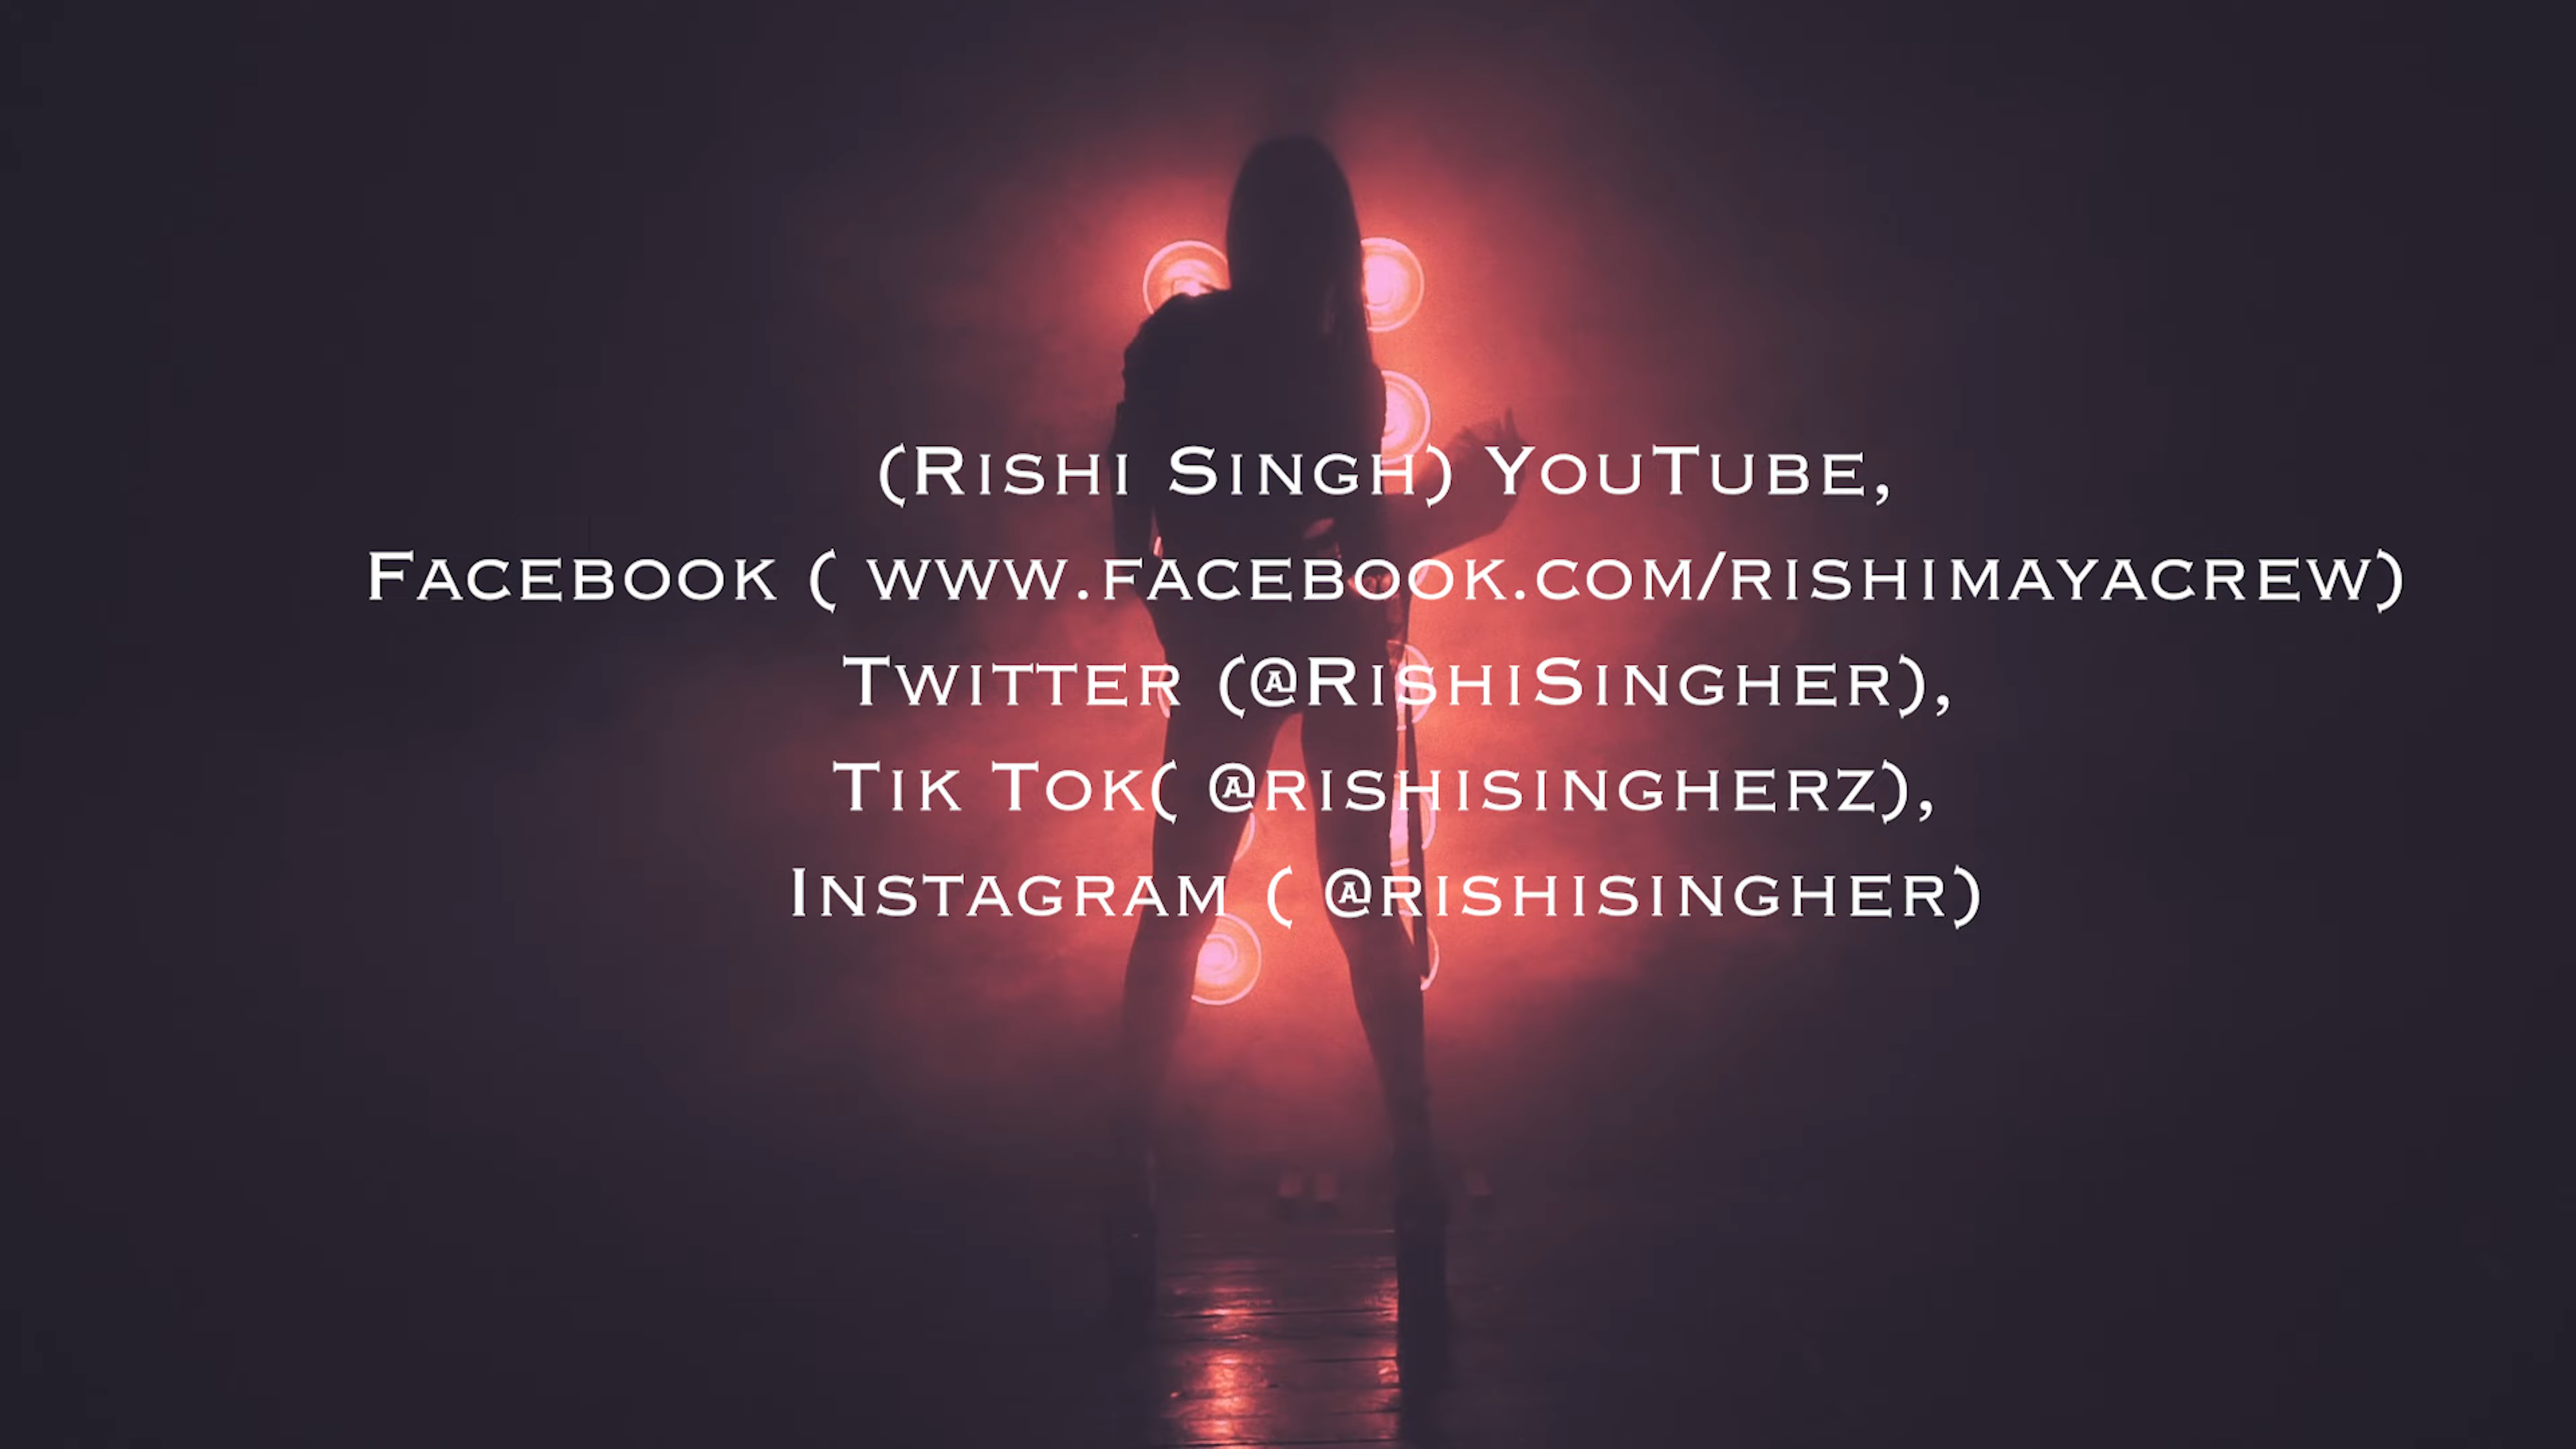 (Rishi Singh) YouTube,
Facebook ( www.facebook.com/rishimayacrew)
Twitter (@RishiSingher),
Tik Tok( @rishisingherz),
Instagram ( @rishisingher)